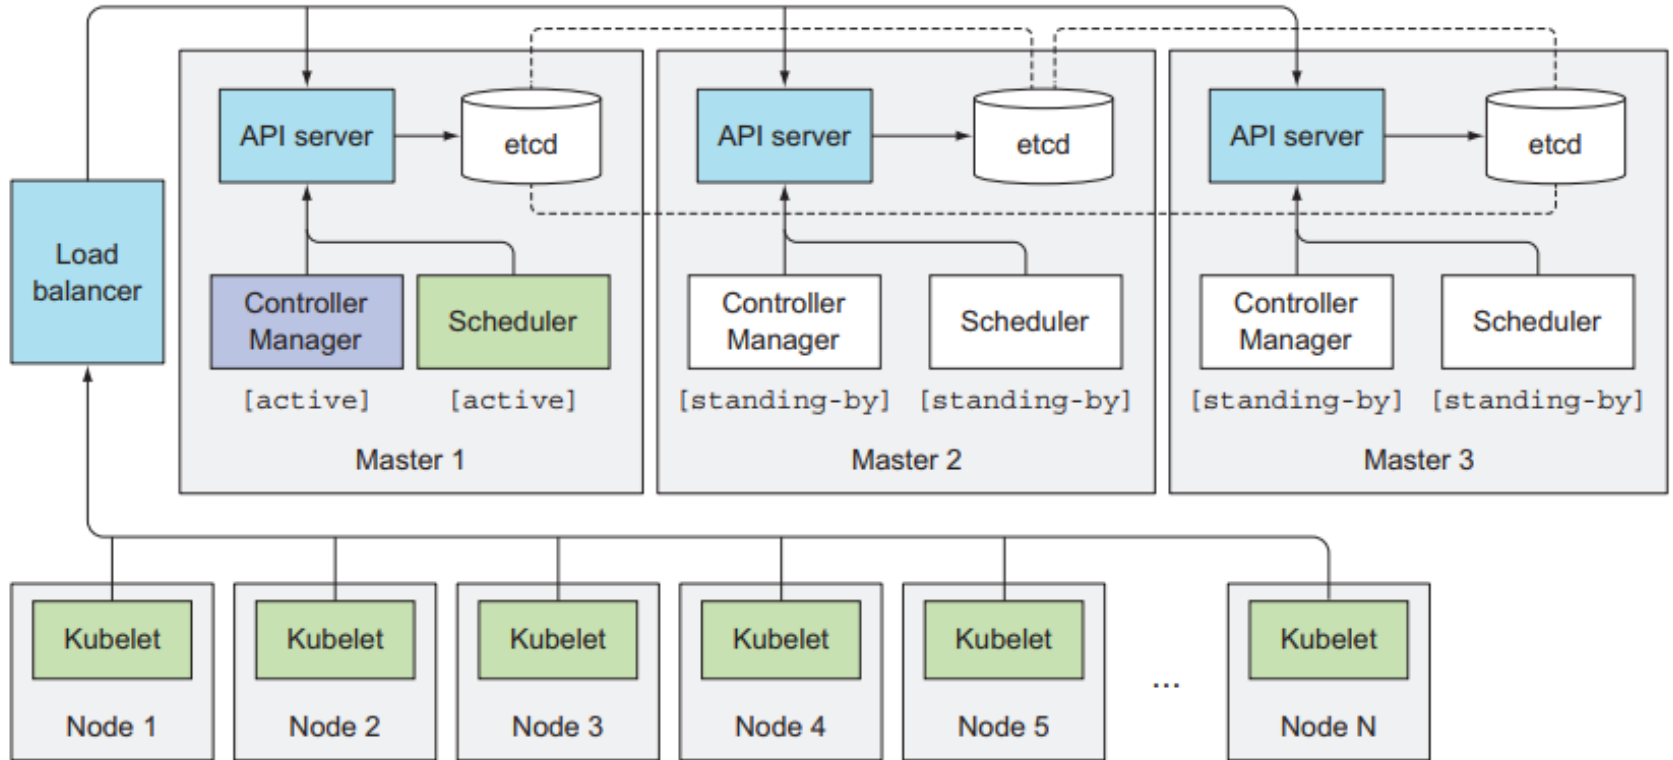 API server
etcd
API server
etcd
API server
etcd
Load
balancer
Controller
Manager
Scheduler
Controller
Manager
Scheduler
Controller
Manager
Scheduler
[active]
[active]
[standing-by]
[standing-by]
[standing-by]
[standing-by]
Master 1
Master 2
Master 3
Kubelet
Kubelet
Kubelet
Kubelet
Kubelet
Kubelet
...
Node 1
Node 2
Node 3
Node 4
Node 5
Node N